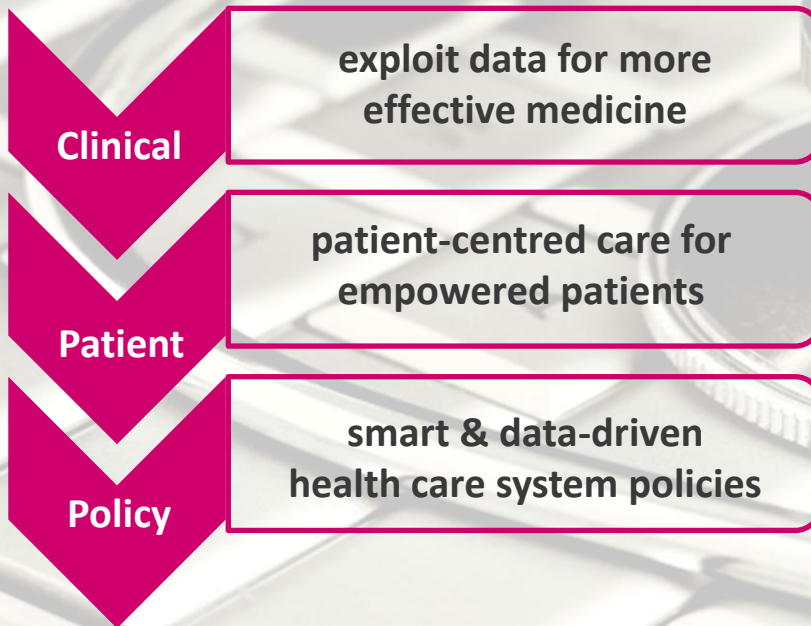 Clinical
exploit data for more
effective medicine
Patient
patient-centred care for
empowered patients
Policy
smart & data-driven
health care system policies